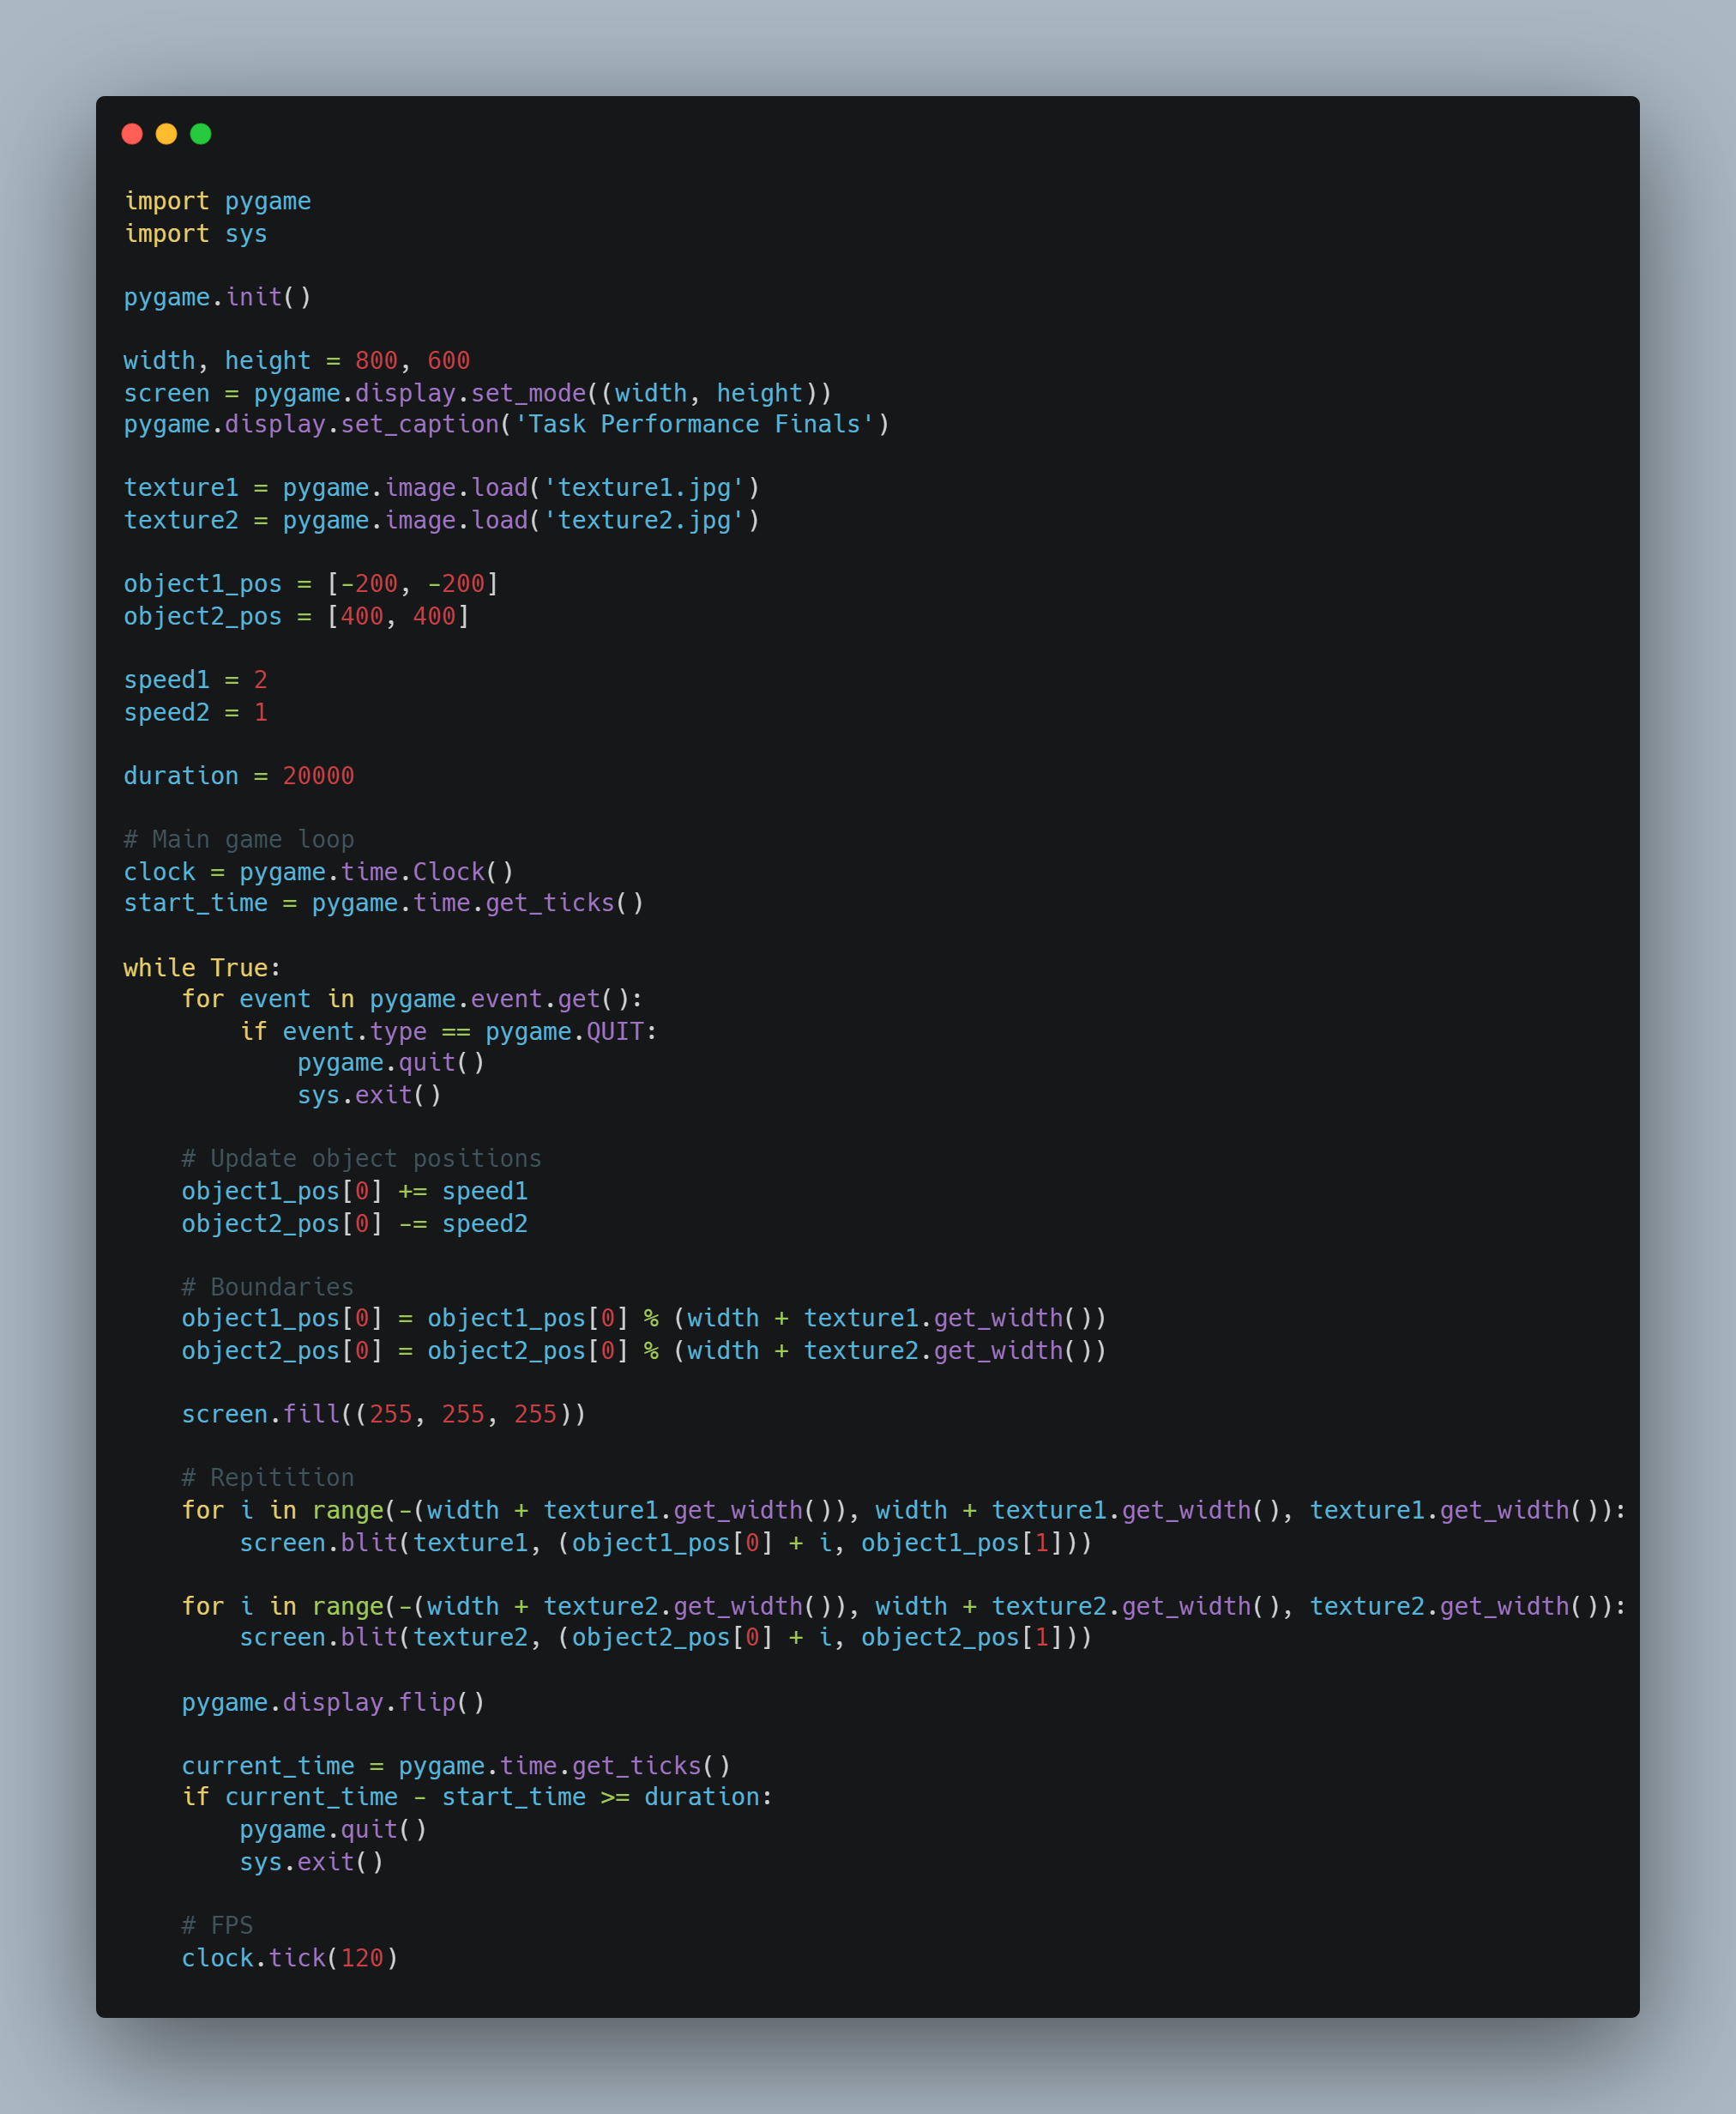 import pygame
import sys

pygame.init()

width, height = 800, 600
screen = pygame.display.set_mode((width, height))
pygame.display.set_caption('Task Performance Finals')

texture1 = pygame.image.load('texture1.jpg')
texture2 = pygame.image.load('texture2.jpg')

object1_pos = [-200, -200]
object2_pos = [400, 400]

speed1 = 2
speed2 = 1

duration = 20000

# Main game loop
clock = pygame.time.Clock()
start_time = pygame.time.get_ticks()

while True:
    for event in pygame.event.get():
        if event.type == pygame.QUIT:
            pygame.quit()
            sys.exit()

    # Update object positions
    object1_pos[0] += speed1
    object2_pos[0] -= speed2

    # Boundaries
    object1_pos[0] = object1_pos[0] % (width + texture1.get_width())
    object2_pos[0] = object2_pos[0] % (width + texture2.get_width())

    screen.fill((255, 255, 255))

    # Repitition
    for i in range(-(width + texture1.get_width()), width + texture1.get_width(), texture1.get_width()):
        screen.blit(texture1, (object1_pos[0] + i, object1_pos[1]))

    for i in range(-(width + texture2.get_width()), width + texture2.get_width(), texture2.get_width()):
        screen.blit(texture2, (object2_pos[0] + i, object2_pos[1]))

    pygame.display.flip()

    current_time = pygame.time.get_ticks()
    if current_time - start_time >= duration:
        pygame.quit()
        sys.exit()

    # FPS
    clock.tick(120)